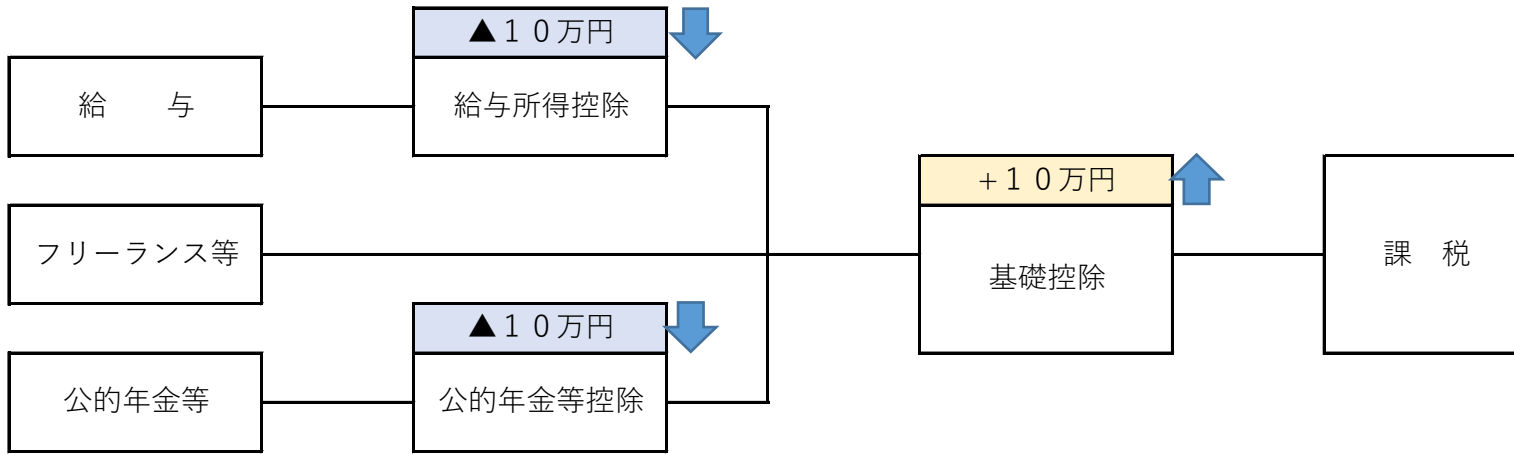 ▲１０万円
給　　与
給与所得控除
＋１０万円
フリーランス等
基礎控除
課　税
▲１０万円
公的年金等
公的年金等控除